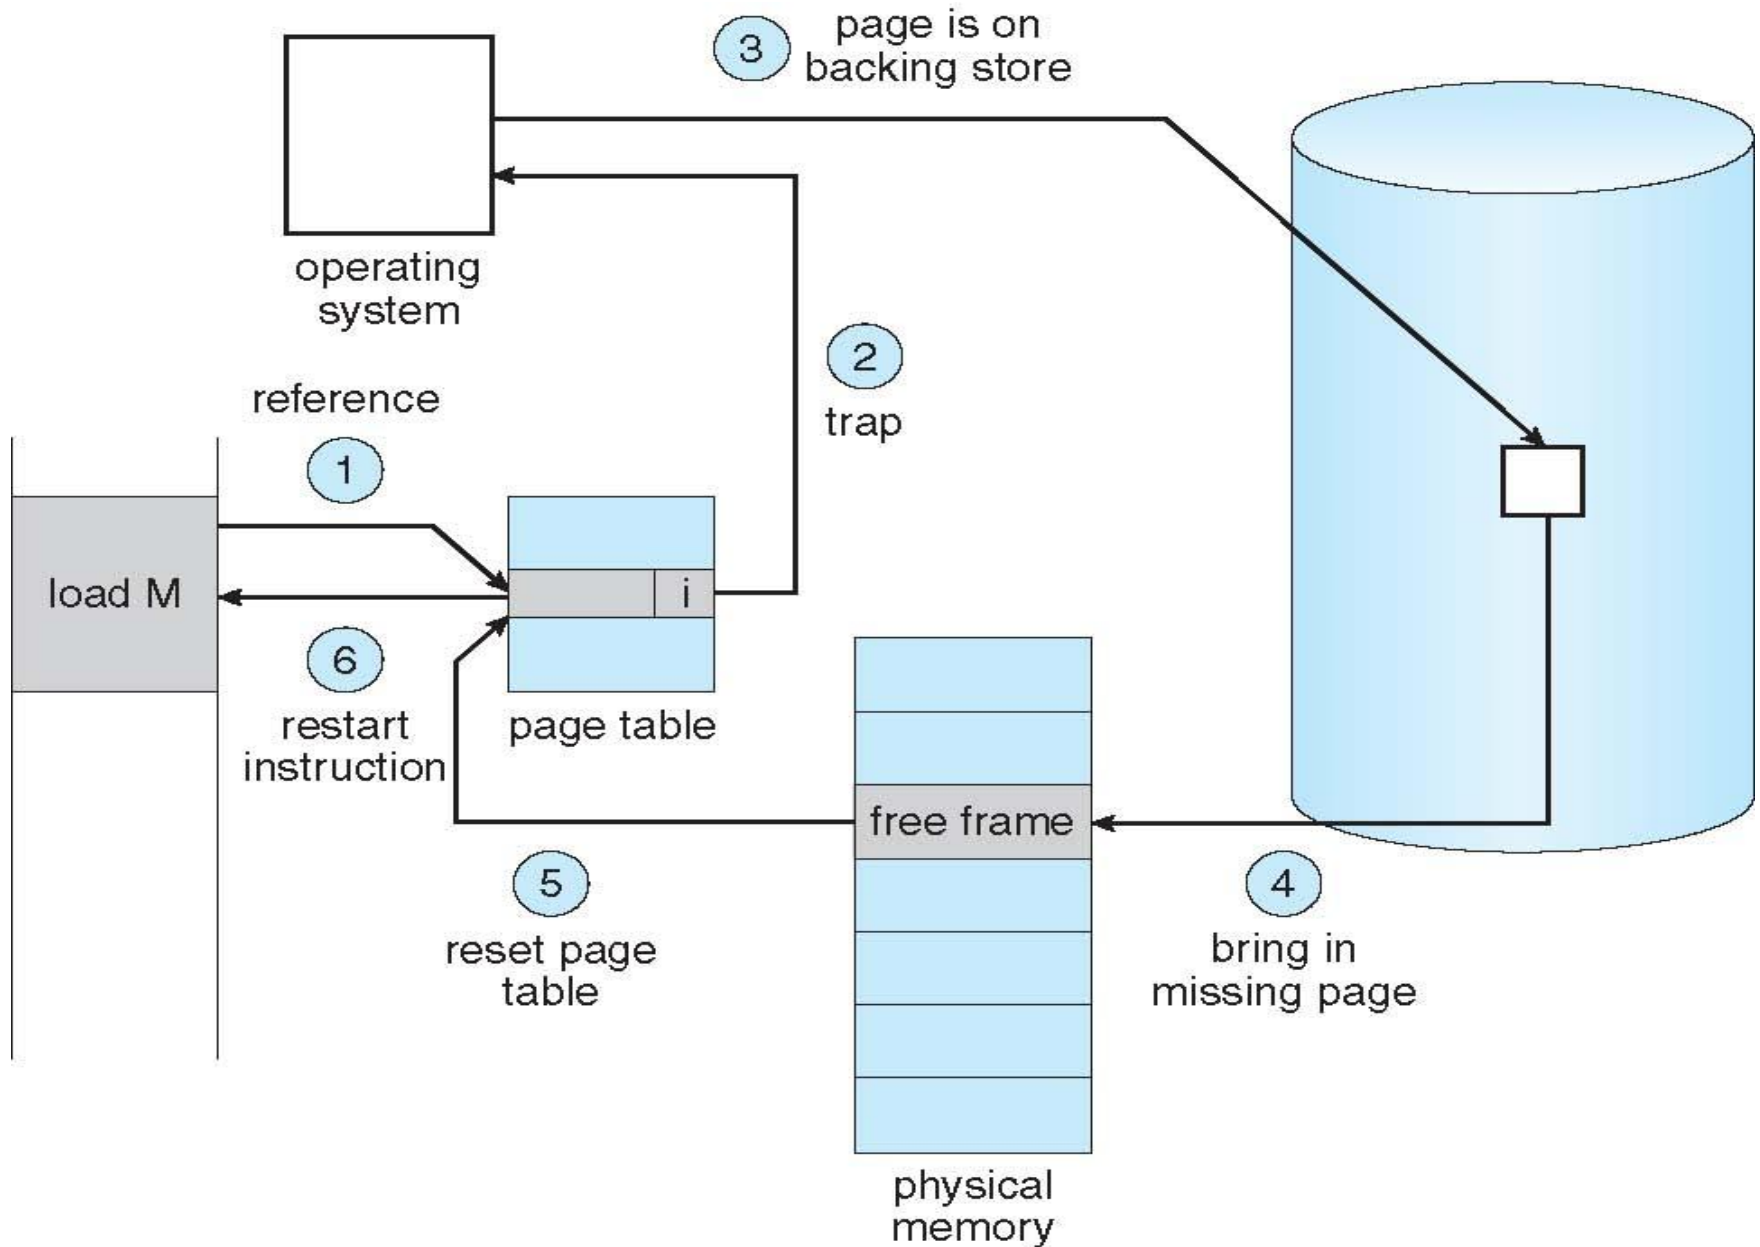 3
page is on
backing store
operating
system
2
trap
reference
1
load M
i
6
restart
instruction
page table
free frame
5
reset page
table
4
bring in
missing page
physical
memory